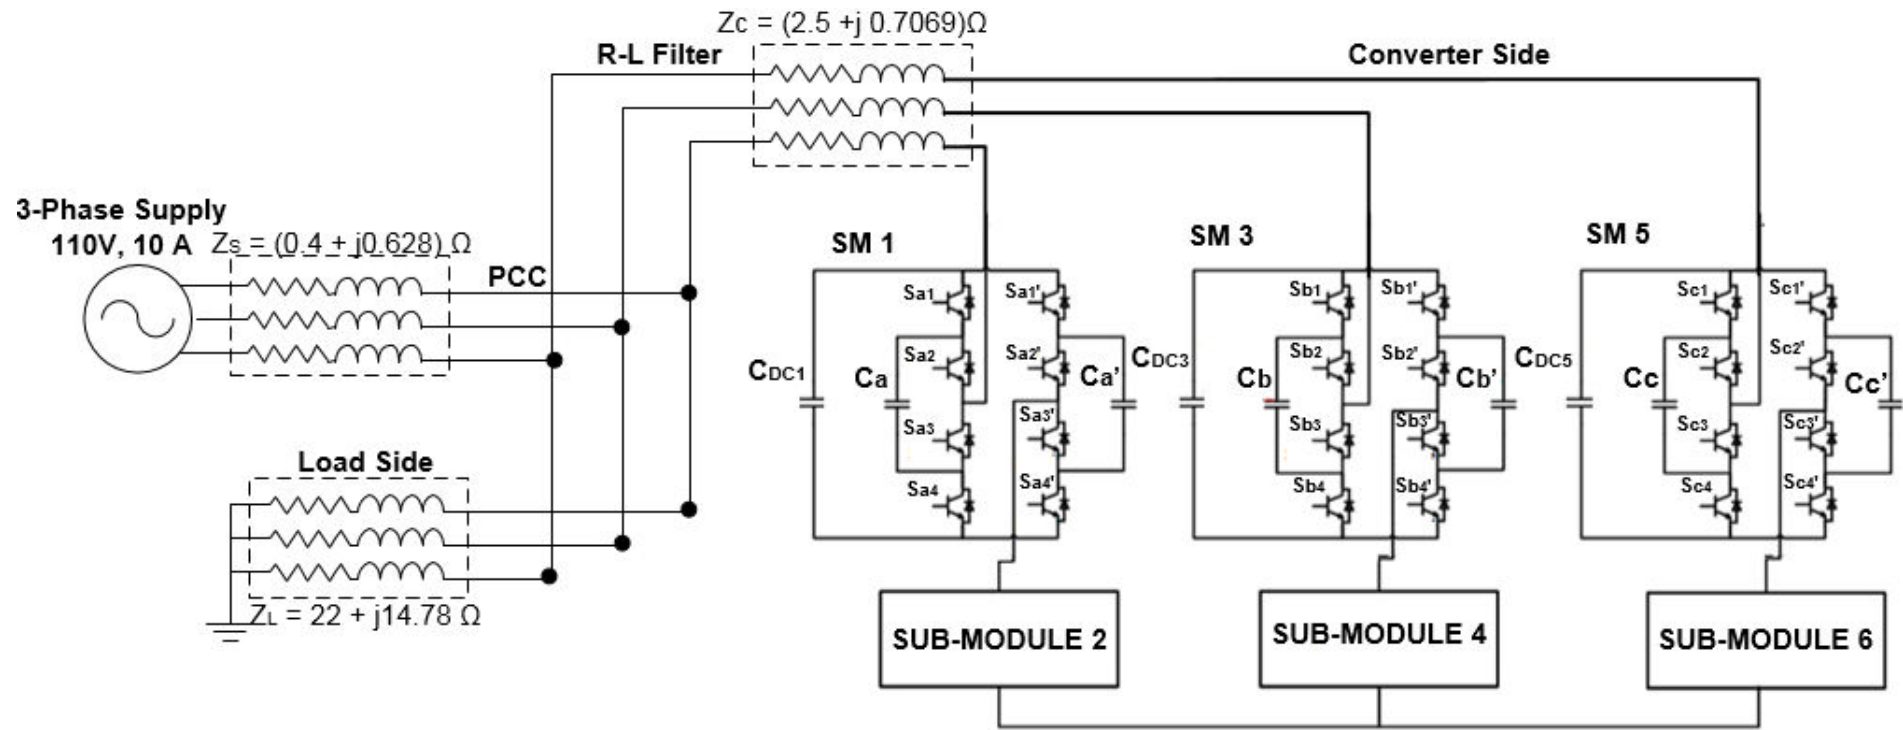 Zc = (2.5 +j 0.7069)Ω
R-L Filter
Converter Side
3-Phase Supply
110V, 10 A
Zs = (0.4 + j0.628) Ω
PCC
SM 1
SM 3
SM 5
Sa1
Sa1'
Sb1
Sb1'
Sc1
Sc1'
Sa2
Sa2'
Sb2
Sb2'
Sc2
Sc2'
CDC1
Ca
Ca'
CDC3
Cb
Cb'
CDC5
Cc
Cc'
Sa3
Sa3'
Sb3
Sb3'
Sc3
Sc3'
Sa4
Sa4'
Sb4
Sb4'
Sc4
Sc4'
Load Side
ZL = 22 + j14.78 Ω
SUB-MODULE 2
SUB-MODULE 4
SUB-MODULE 6